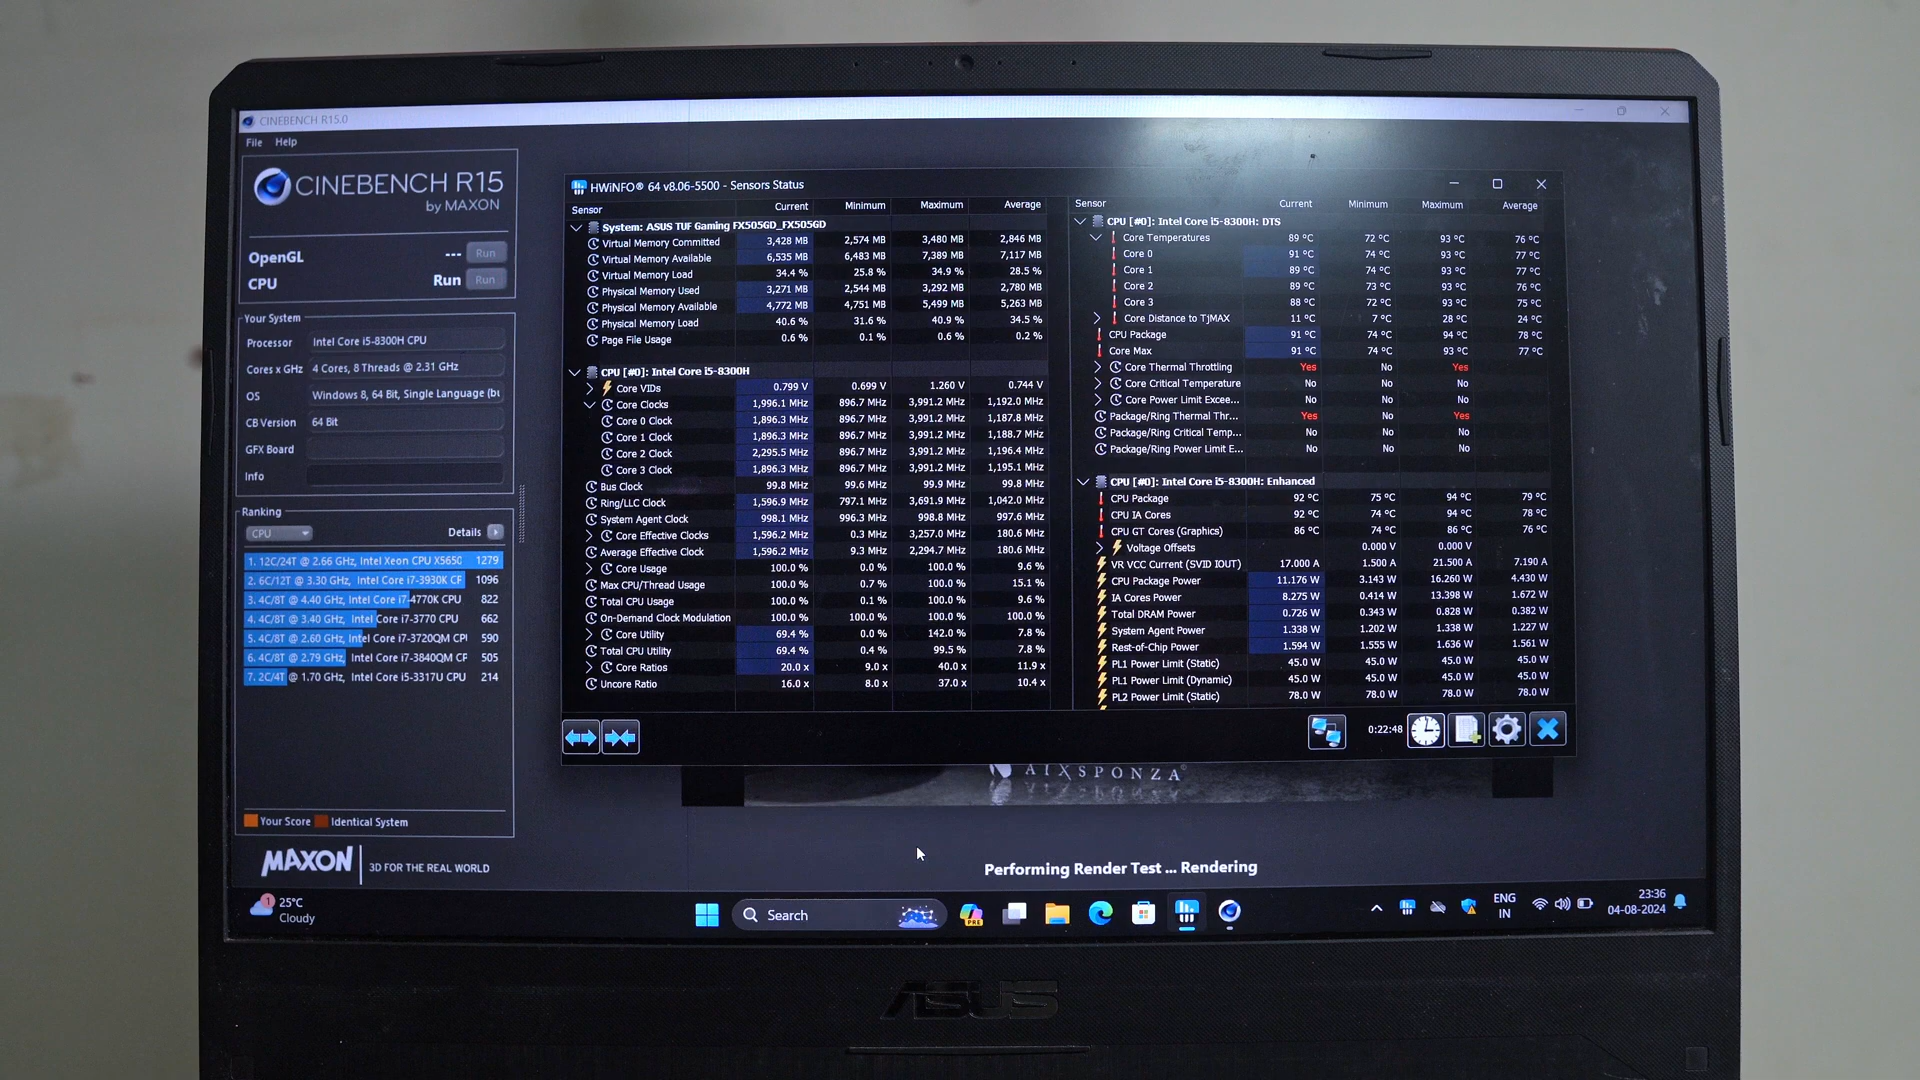 CINEBENCH R15.0
File Help
CINEBENCH R15
by MAXON
OpenGL --- Run
CPU Run Run
Your System
Processor Intel Core i5-8300H CPU
Cores x GHz 4 Cores, 8 Threads @ 2.31 GHz
OS Windows 8, 64 Bit, Single Language (bu
CB Version 64 Bit
GFX Board
Info
Ranking
CPU Details
1. 12C/24T @ 2.66 GHz, Intel Xeon CPU X5650 1279
2. 6C/12T @ 3.30 GHz, Intel Core i7-3930K CF 1096
3. 4C/8T @ 4.40 GHz, Intel Core i7-4770K CPU 822
4. 4C/8T @ 3.40 GHz, Intel Core i7-3770 CPU 662
5. 4C/8T @ 2.60 GHz, Intel Core i7-3720QM CPI 590
6. 4C/8T @ 2.79 GHz, Intel Core i7-3840QM CF 505
7. 2C/4T @ 1.70 GHz, Intel Core i5-3317U CPU 214
Your Score Identical System
MAXON 3D FOR THE REAL WORLD
HWiNFO® 64 v8.06-5500 - Sensors Status
Sensor Current Minimum Maximum Average
System: ASUS TUF Gaming FX505GD_FX505GD
Virtual Memory Committed 3,428 MB 2,574 MB 3,480 MB 2,846 MB
Virtual Memory Available 6,535 MB 6,483 MB 7,389 MB 7,117 MB
Virtual Memory Load 34.4 % 25.8 % 34.9 % 28.5 %
Physical Memory Used 3,271 MB 2,544 MB 3,292 MB 2,780 MB
Physical Memory Available 4,772 MB 4,751 MB 5,499 MB 5,263 MB
Physical Memory Load 40.6 % 31.6 % 40.9 % 34.5 %
Page File Usage 0.6 % 0.1 % 0.6 % 0.2 %
CPU [#0]: Intel Core i5-8300H
Core VIDs 0.799 V 0.699 V 1.260 V 0.744 V
Core Clocks 1,996.1 MHz 896.7 MHz 3,991.2 MHz 1,192.0 MHz
Core 0 Clock 1,896.3 MHz 896.7 MHz 3,991.2 MHz 1,187.8 MHz
Core 1 Clock 1,896.3 MHz 896.7 MHz 3,991.2 MHz 1,188.7 MHz
Core 2 Clock 2,295.5 MHz 896.7 MHz 3,991.2 MHz 1,196.4 MHz
Core 3 Clock 1,896.3 MHz 896.7 MHz 3,991.2 MHz 1,195.1 MHz
Bus Clock 99.8 MHz 99.6 MHz 99.9 MHz 99.8 MHz
Ring/LLC Clock 1,596.9 MHz 797.1 MHz 3,691.9 MHz 1,042.0 MHz
System Agent Clock 998.1 MHz 996.3 MHz 998.8 MHz 997.6 MHz
Core Effective Clocks 1,596.2 MHz 0.3 MHz 3,257.0 MHz 180.6 MHz
Average Effective Clock 1,596.2 MHz 9.3 MHz 2,294.7 MHz 180.6 MHz
Core Usage 100.0 % 0.0 % 100.0 % 9.6 %
Max CPU/Thread Usage 100.0 % 0.7 % 100.0 % 15.1 %
Total CPU Usage 100.0 % 0.1 % 100.0 % 9.6 %
On-Demand Clock Modulation 100.0 % 100.0 % 100.0 % 100.0 %
Core Utility 69.4 % 0.0 % 142.0 % 7.8 %
Total CPU Utility 69.4 % 0.4 % 99.5 % 7.8 %
Core Ratios 20.0 x 9.0 x 40.0 x 11.9 x
Uncore Ratio 16.0 x 8.0 x 37.0 x 10.4 x
Sensor Current Minimum Maximum Average
CPU [#0]: Intel Core i5-8300H: DTS
Core Temperatures 89 °C 72 °C 93 °C 76 °C
Core 0 91 °C 74 °C 93 °C 77 °C
Core 1 89 °C 74 °C 93 °C 77 °C
Core 2 89 °C 73 °C 93 °C 76 °C
Core 3 88 °C 72 °C 93 °C 75 °C
Core Distance to TjMAX 11 °C 7 °C 28 °C 24 °C
CPU Package 91 °C 74 °C 94 °C 78 °C
Core Max 91 °C 74 °C 93 °C 77 °C
Core Thermal Throttling Yes No Yes
Core Critical Temperature No No No
Core Power Limit Excee... No No No
Package/Ring Thermal Thr... Yes No Yes
Package/Ring Critical Temp... No No No
Package/Ring Power Limit E... No No No
CPU [#0]: Intel Core i5-8300H: Enhanced
CPU Package 92 °C 75 °C 94 °C 79 °C
CPU IA Cores 92 °C 74 °C 94 °C 78 °C
CPU GT Cores (Graphics) 86 °C 74 °C 86 °C 76 °C
Voltage Offsets 0.000 V 0.000 V
VR VCC Current (SVID IOUT) 17.000 A 1.500 A 21.500 A 7.190 A
CPU Package Power 11.176 W 3.143 W 16.260 W 4.430 W
IA Cores Power 8.275 W 0.414 W 13.398 W 1.672 W
Total DRAM Power 0.726 W 0.343 W 0.828 W 0.382 W
System Agent Power 1.338 W 1.202 W 1.338 W 1.227 W
Rest-of-Chip Power 1.594 W 1.555 W 1.636 W 1.561 W
PL1 Power Limit (Static) 45.0 W 45.0 W 45.0 W 45.0 W
PL1 Power Limit (Dynamic) 45.0 W 45.0 W 45.0 W 45.0 W
PL2 Power Limit (Static) 78.0 W 78.0 W 78.0 W 78.0 W
0:22:48
AIXSPONZA
Performing Render Test ... Rendering
1
25°C
Cloudy
Search
PRE
ENG
IN
23:36
04-08-2024
ASUS